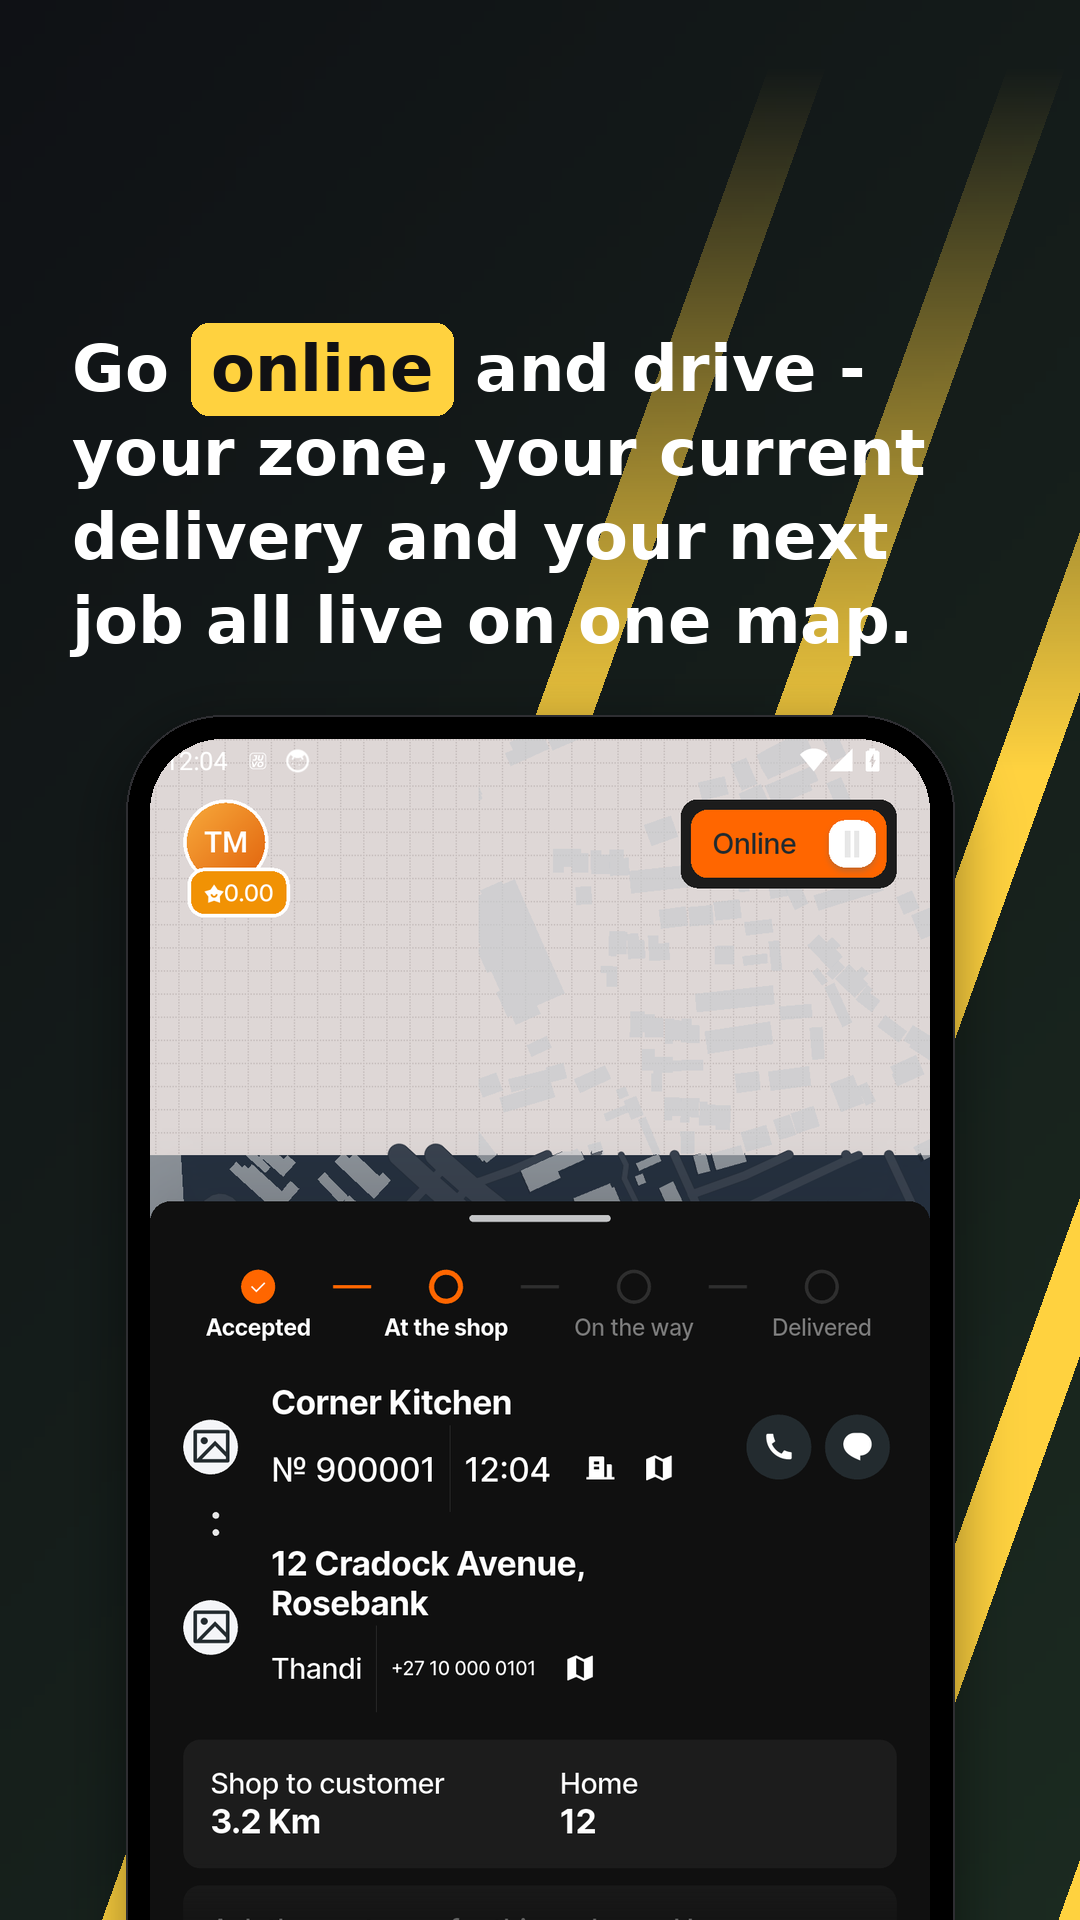 Go online and drive -
your zone, your current
delivery and your next
job all live on one map.
12:04
TM
0.00
Online
Accepted
At the shop
On the way
Delivered
Corner Kitchen
№ 900001
12:04
12 Cradock Avenue,
Rosebank
Thandi
+27 10 000 0101
Shop to customer
3.2 Km
Home
12